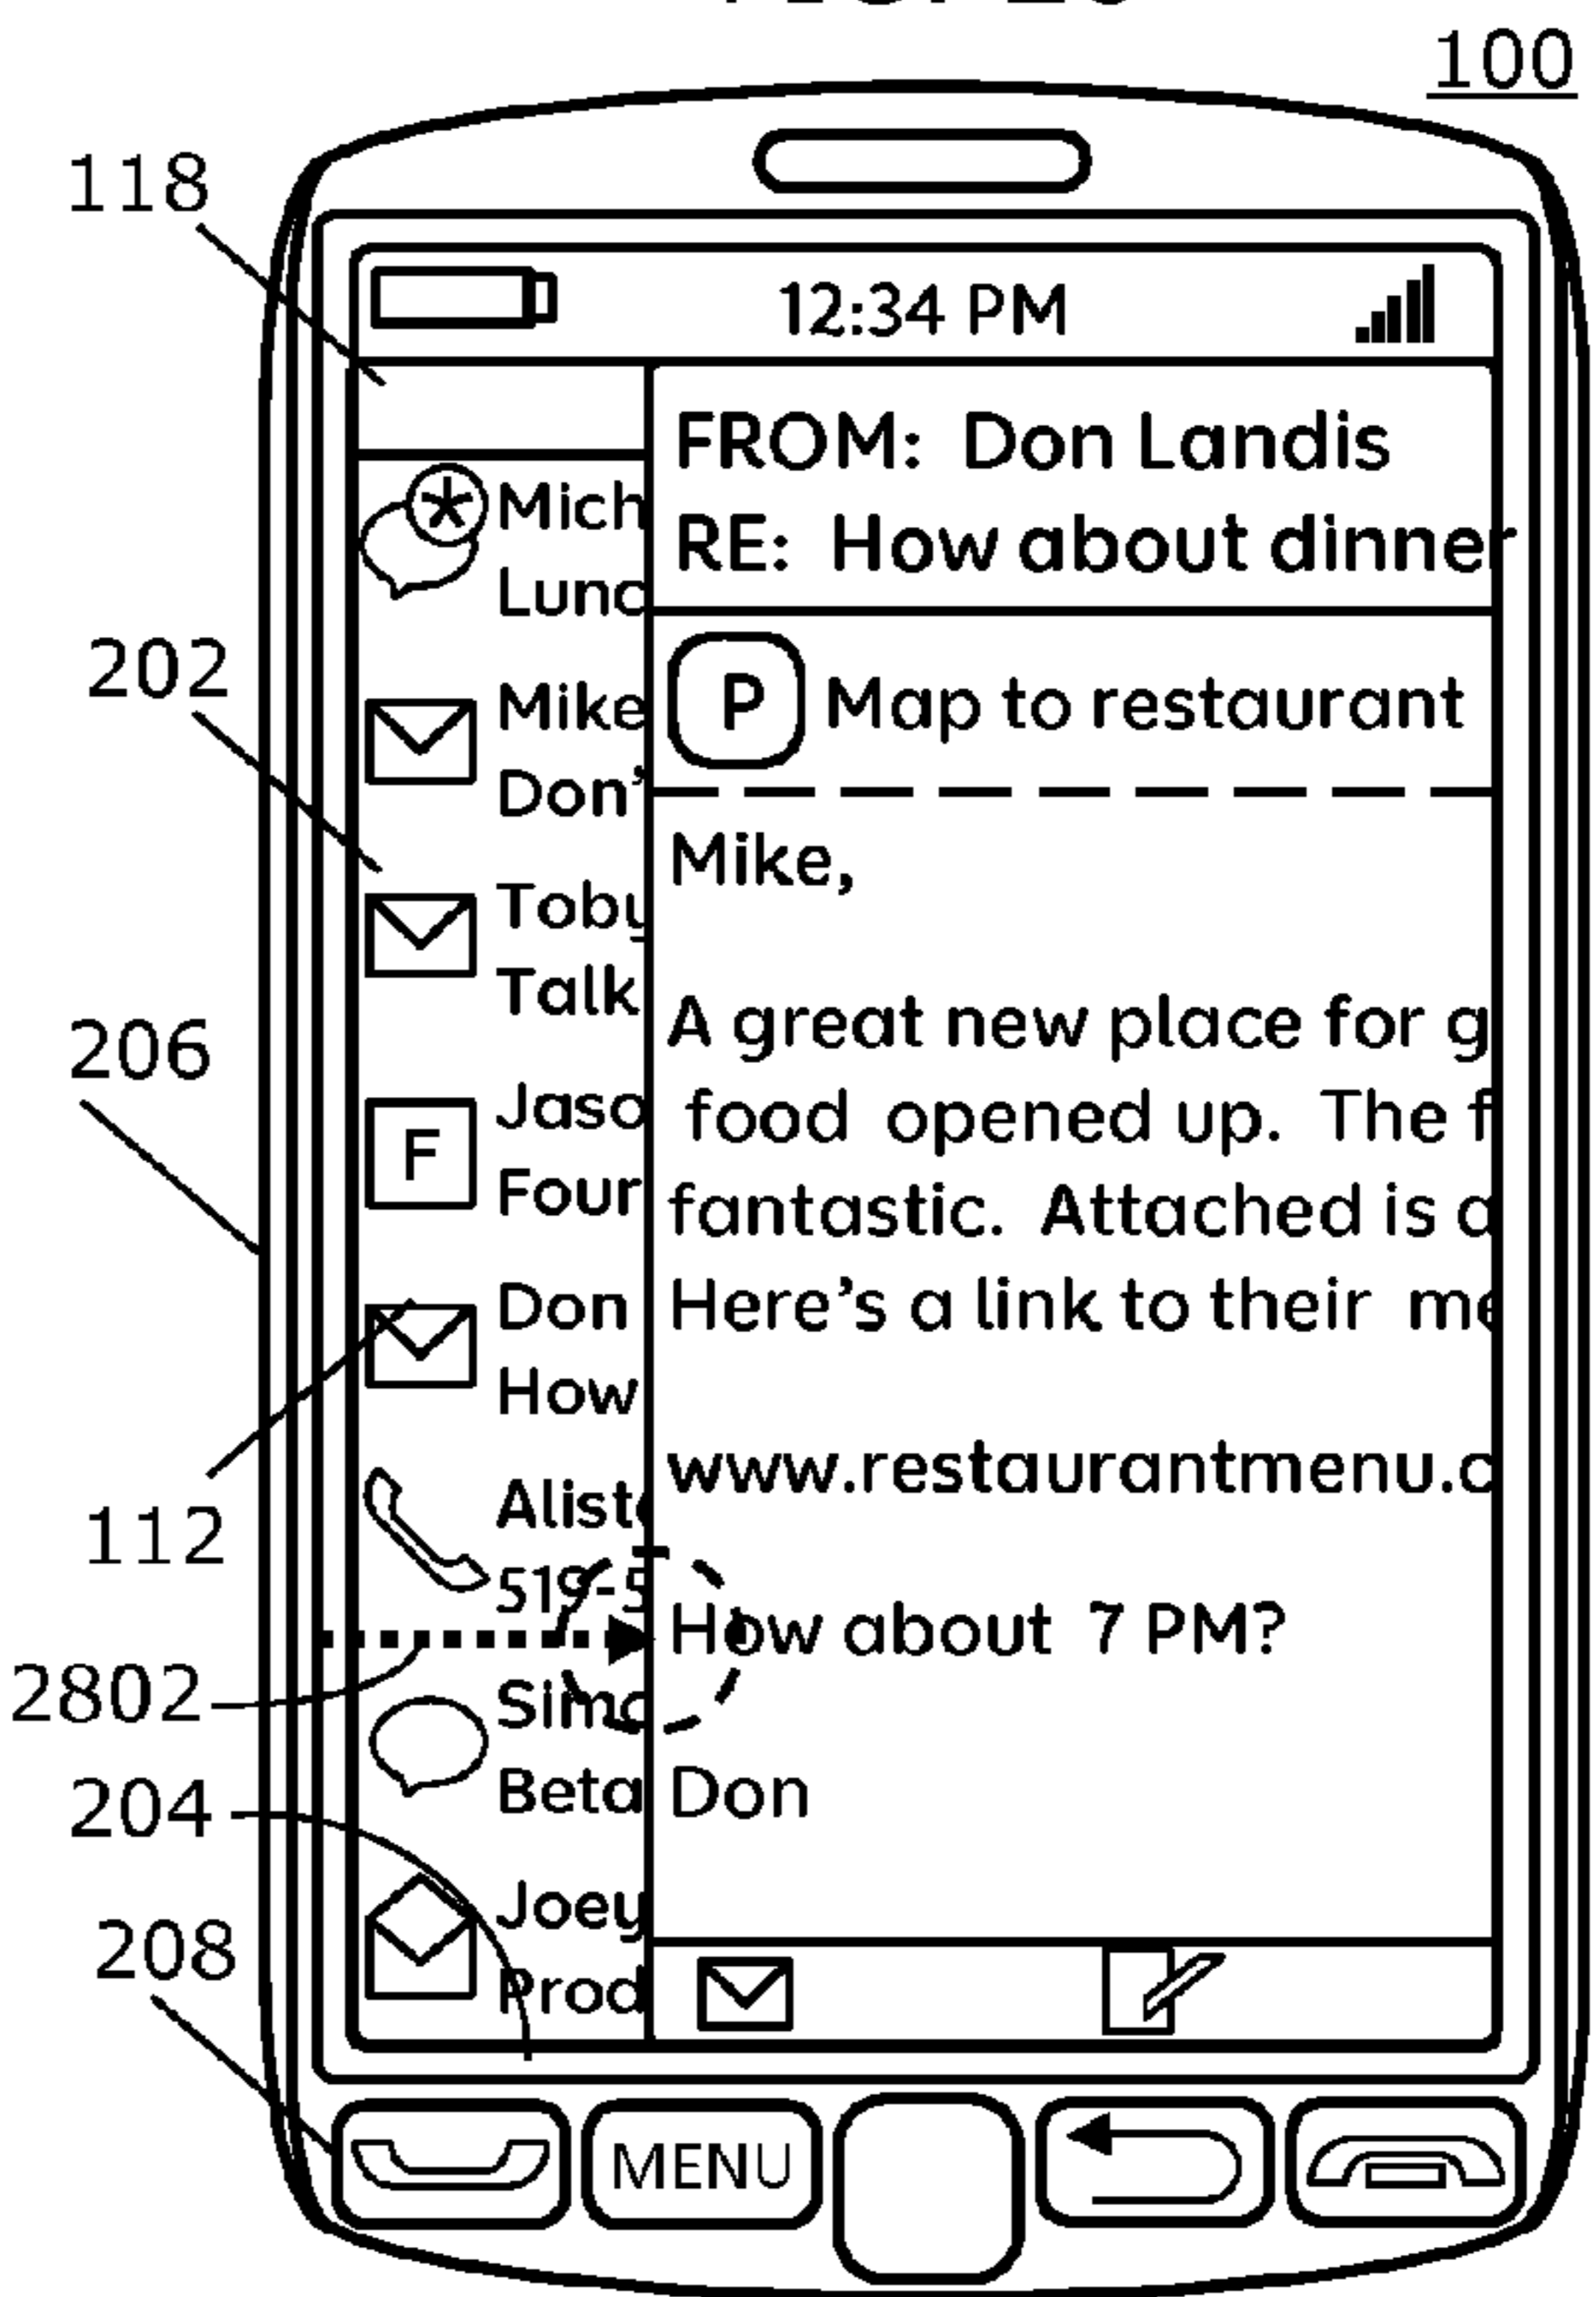 100
118
12:34 PM
FROM: Don Landis
RE: How about dinner
Mich
Lunc
202
P Map to restaurant
Mike
Don'
Mike,
Toby
Talk
206
A great new place for g
food opened up. The f
Jaso
F
Four
fantastic. Attached is a
Don
Here's a link to their me
How
www.restaurantmenu.c
112
Alist
519-5
How about 7 PM?
2802
Simo
204
Beta
Don
208
Joey
Prod
MENU